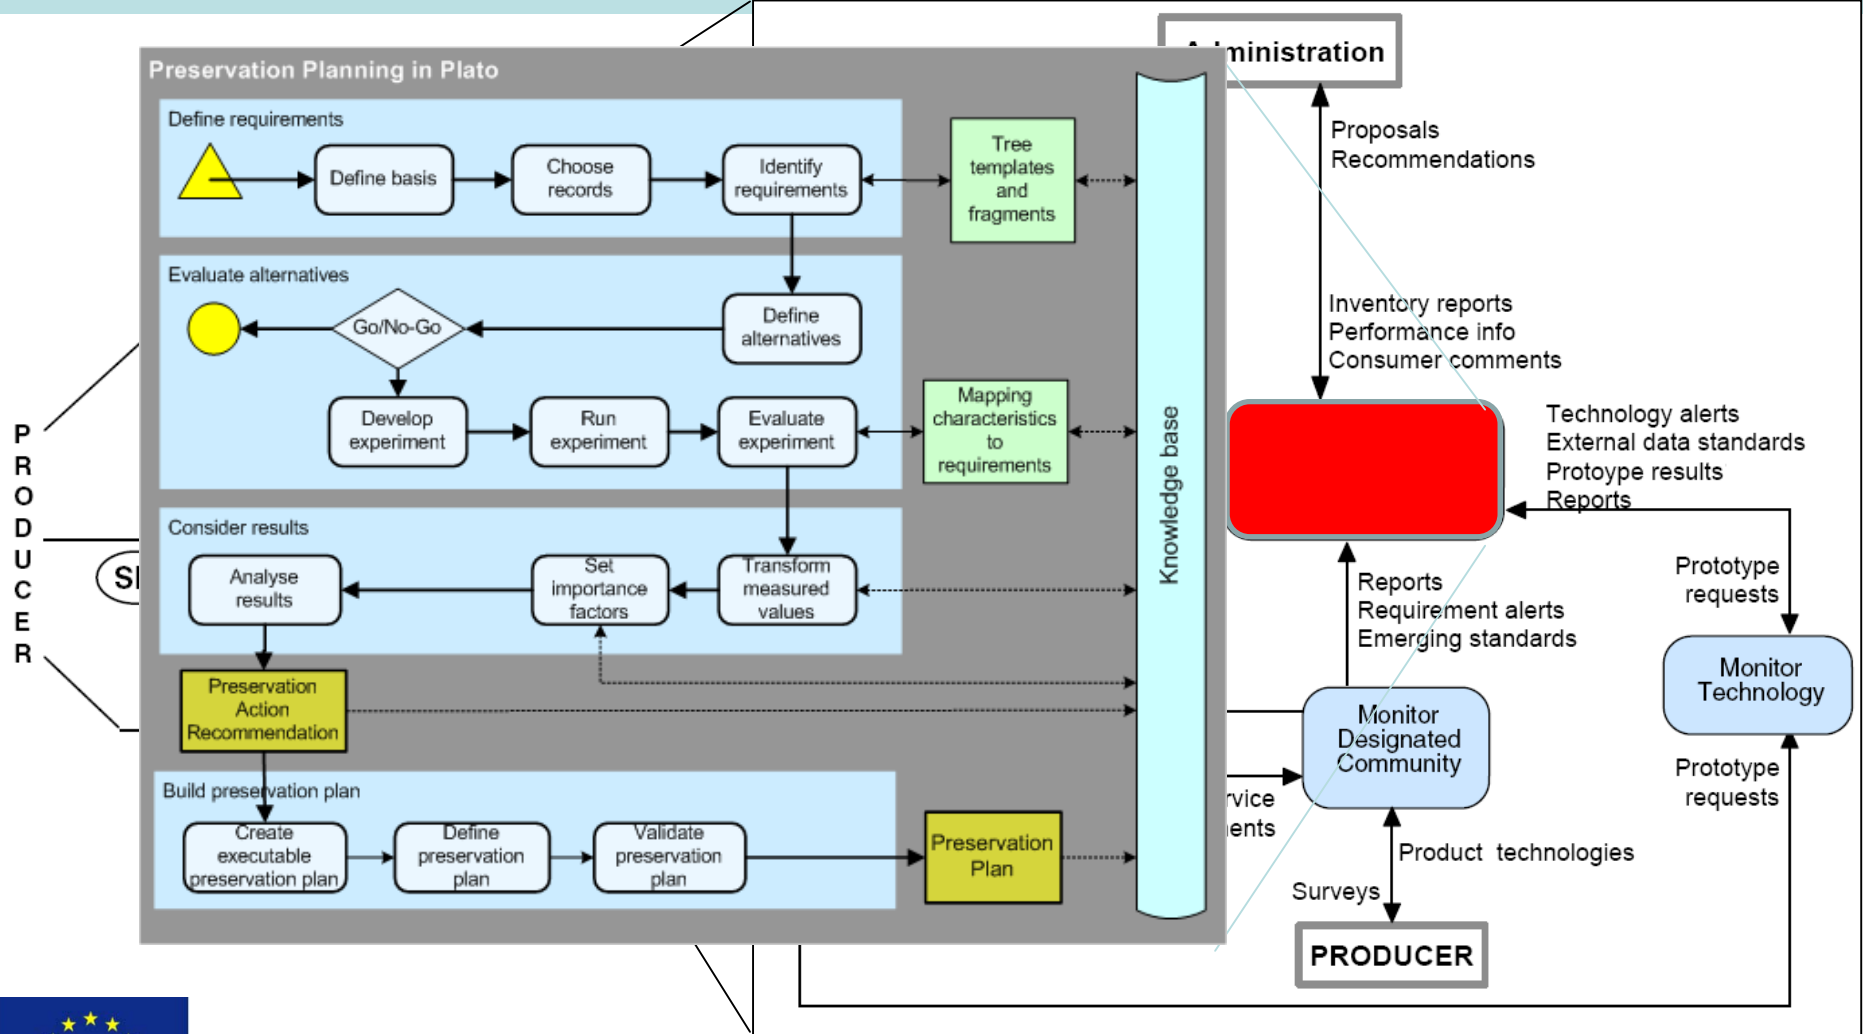 Preservation Planning in Plato
Define requirements
Define basis
Choose
records
Identify
requirements
Tree
templates
and
fragments
Evaluate alternatives
Go/No-Go
Define
alternatives
Develop
experiment
Run
experiment
Evaluate
experiment
Mapping
characteristics
to
requirements
Consider results
Analyse
results
Set
importance
factors
Transform
measured
values
Preservation
Action
Recommendation
Build preservation plan
Create
executable
preservation plan
Define
preservation
plan
Validate
preservation
plan
Preservation
Plan
Knowledge base
PRODUCER
Administration
Proposals
Recommendations
Inventory reports
Performance info
Consumer comments
Technology alerts
External data standards
Protoype results
Reports
Prototype
requests
Reports
Requirement alerts
Emerging standards
Monitor
Technology
Monitor
Designated
Community
Prototype
requests
Product technologies
Surveys
PRODUCER